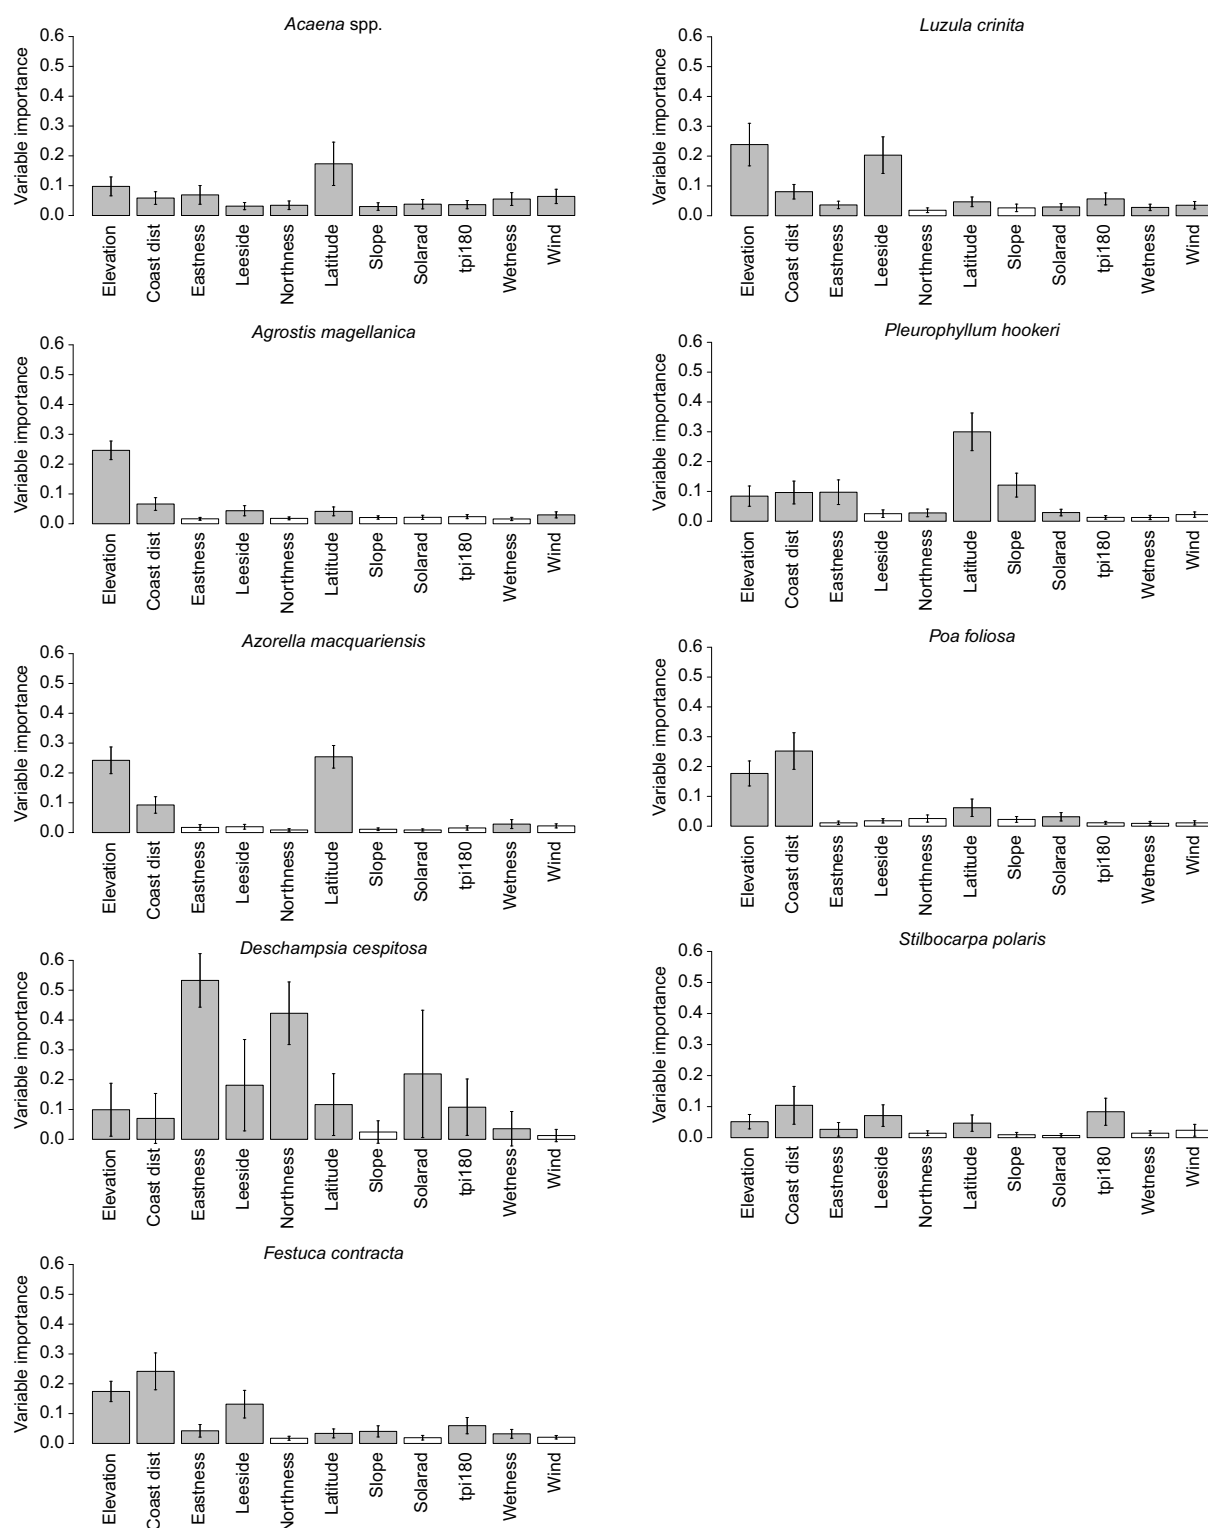 Acaena spp.
Variable importance
0.6
0.5
0.4
0.3
0.2
0.1
0.0
Elevation
Coast dist
Eastness
Leeside
Northness
Latitude
Slope
Solarad
tpi180
Wetness
Wind
Luzula crinita
Variable importance
0.6
0.5
0.4
0.3
0.2
0.1
0.0
Elevation
Coast dist
Eastness
Leeside
Northness
Latitude
Slope
Solarad
tpi180
Wetness
Wind
Agrostis magellanica
Variable importance
0.6
0.5
0.4
0.3
0.2
0.1
0.0
Elevation
Coast dist
Eastness
Leeside
Northness
Latitude
Slope
Solarad
tpi180
Wetness
Wind
Pleurophyllum hookeri
Variable importance
0.6
0.5
0.4
0.3
0.2
0.1
0.0
Elevation
Coast dist
Eastness
Leeside
Northness
Latitude
Slope
Solarad
tpi180
Wetness
Wind
Azorella macquariensis
Variable importance
0.6
0.5
0.4
0.3
0.2
0.1
0.0
Elevation
Coast dist
Eastness
Leeside
Northness
Latitude
Slope
Solarad
tpi180
Wetness
Wind
Poa foliosa
Variable importance
0.6
0.5
0.4
0.3
0.2
0.1
0.0
Elevation
Coast dist
Eastness
Leeside
Northness
Latitude
Slope
Solarad
tpi180
Wetness
Wind
Deschampsia cespitosa
Variable importance
0.6
0.5
0.4
0.3
0.2
0.1
0.0
Elevation
Coast dist
Eastness
Leeside
Northness
Latitude
Slope
Solarad
tpi180
Wetness
Wind
Stilbocarpa polaris
Variable importance
0.6
0.5
0.4
0.3
0.2
0.1
0.0
Elevation
Coast dist
Eastness
Leeside
Northness
Latitude
Slope
Solarad
tpi180
Wetness
Wind
Festuca contracta
Variable importance
0.6
0.5
0.4
0.3
0.2
0.1
0.0
Elevation
Coast dist
Eastness
Leeside
Northness
Latitude
Slope
Solarad
tpi180
Wetness
Wind